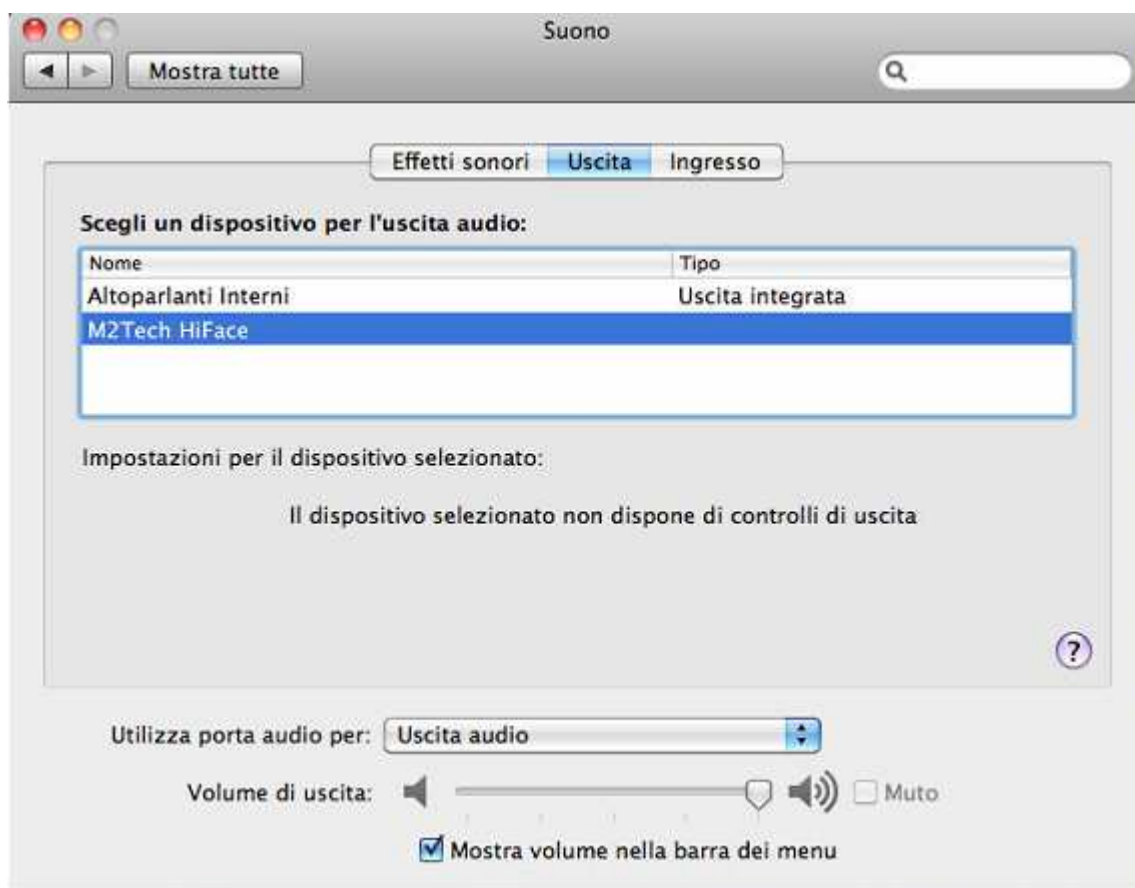 Suono
Mostra tutte
Effetti sonori Uscita Ingresso
Scegli un dispositivo per l'uscita audio:
Nome Tipo
Altoparlanti Interni Uscita integrata
M2Tech HiFace
Impostazioni per il dispositivo selezionato:
Il dispositivo selezionato non dispone di controlli di uscita
?
Utilizza porta audio per: Uscita audio
Volume di uscita: Muto
Mostra volume nella barra dei menu